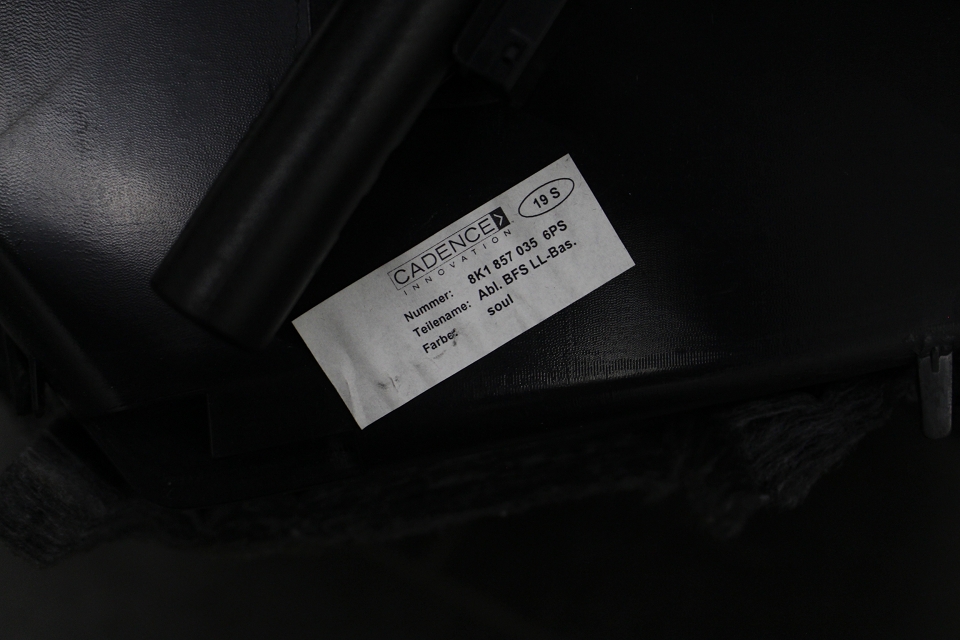 19 S
CADENCE
INNOVATION
Nummer: 8K1 857 035 6PS
Teilename: Abl. BFS LL-Bas.
Farbe: soul